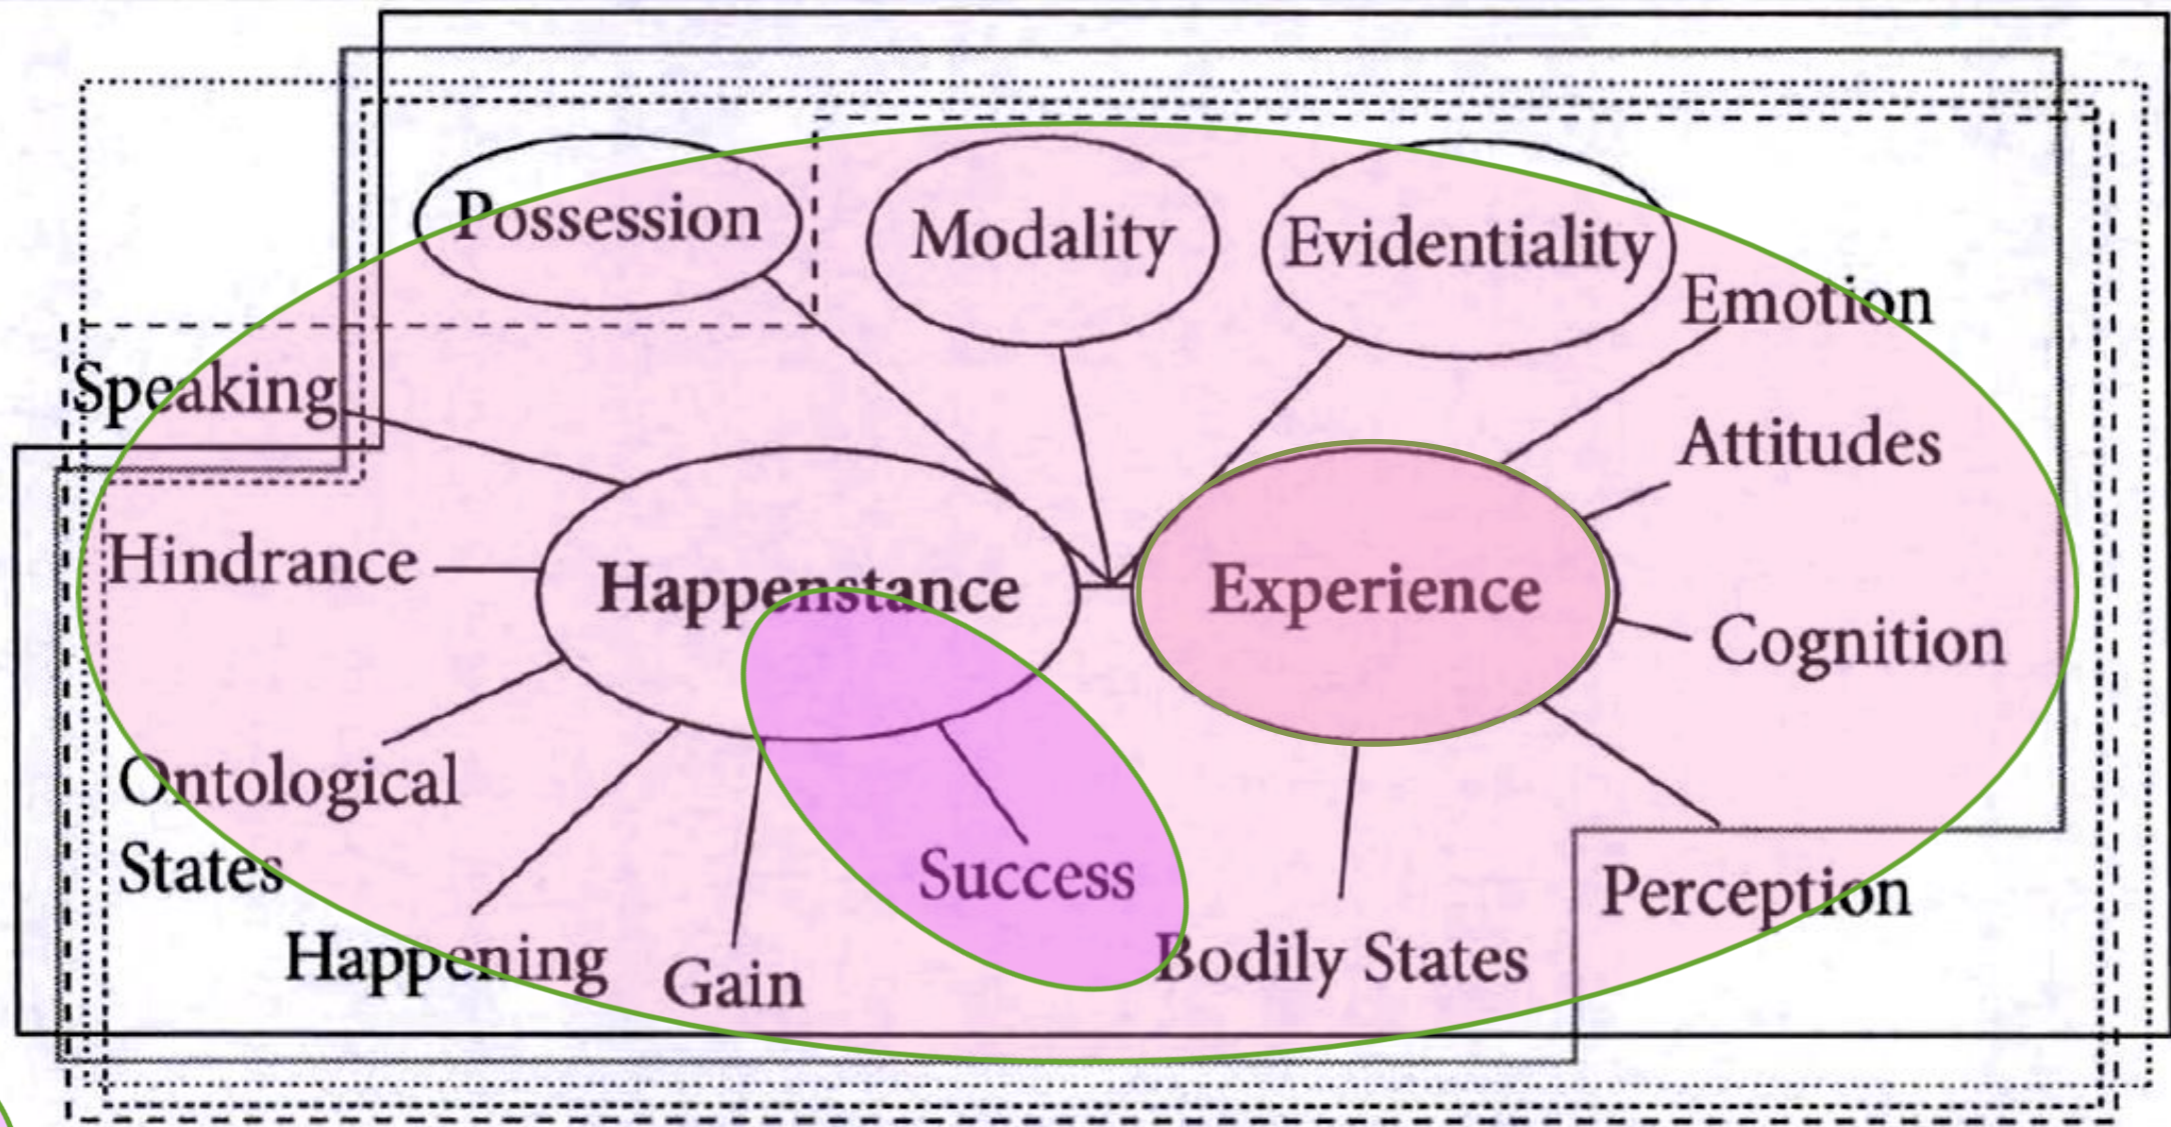 Possession
Modality
Evidentiality
Emotion
Speaking
Attitudes
Hindrance
Happenstance
Experience
Cognition
Ontological
States
Success
Perception
Happening
Gain
Bodily States